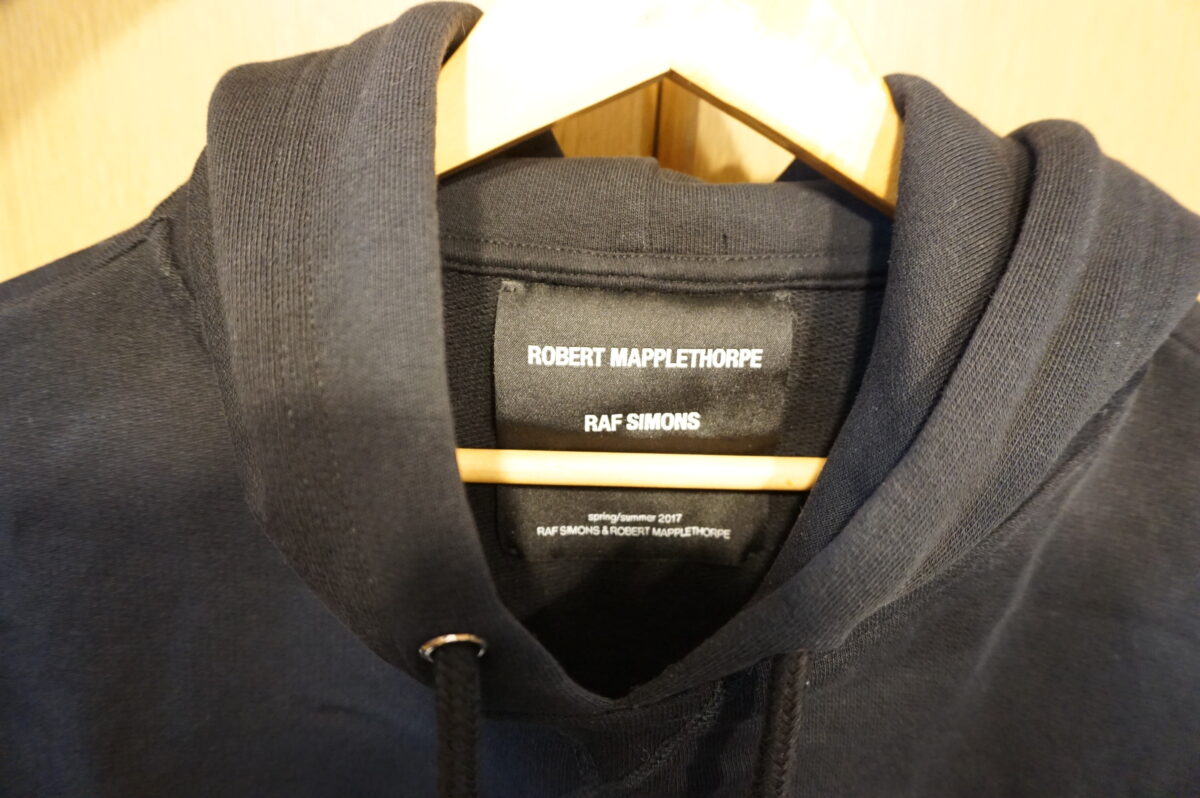 ROBERT MAPPLETHORPE
RAF SIMONS
spring/summer 2017
RAF SIMONS & ROBERT MAPPLETHORPE